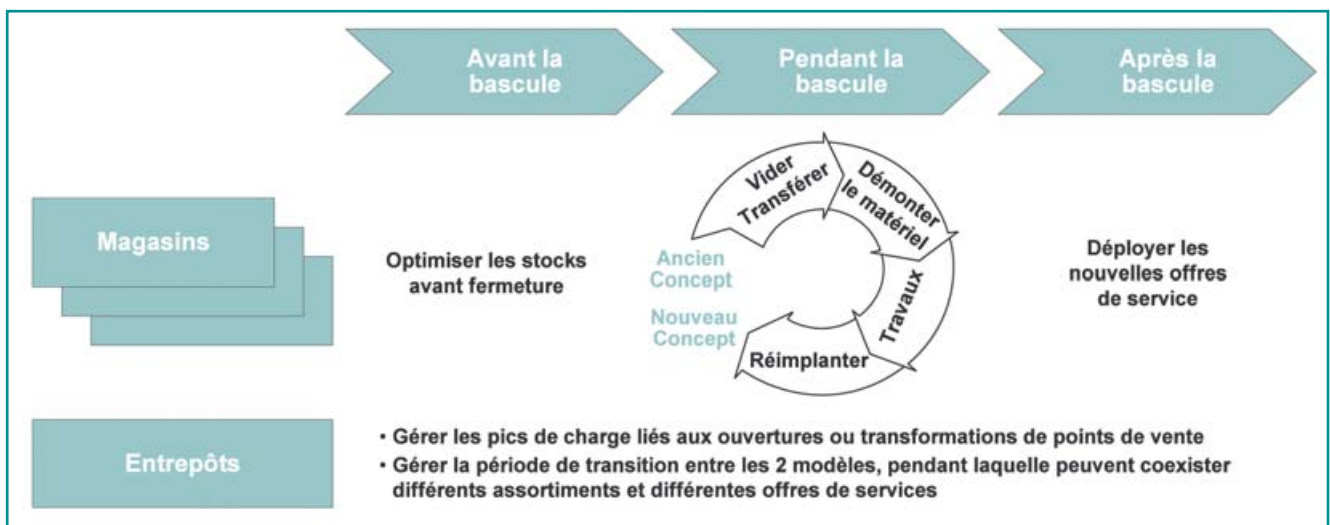 Avant la
bascule
Pendant la
bascule
Après la
bascule
Magasins
Optimiser les stocks
avant fermeture
Vider
Transférer
Démonter
le matériel
Travaux
Réimplanter
Ancien
Concept
Nouveau
Concept
Déployer les
nouvelles offres
de service
Entrepôts
• Gérer les pics de charge liés aux ouvertures ou transformations de points de vente
• Gérer la période de transition entre les 2 modèles, pendant laquelle peuvent coexister
différents assortiments et différentes offres de services